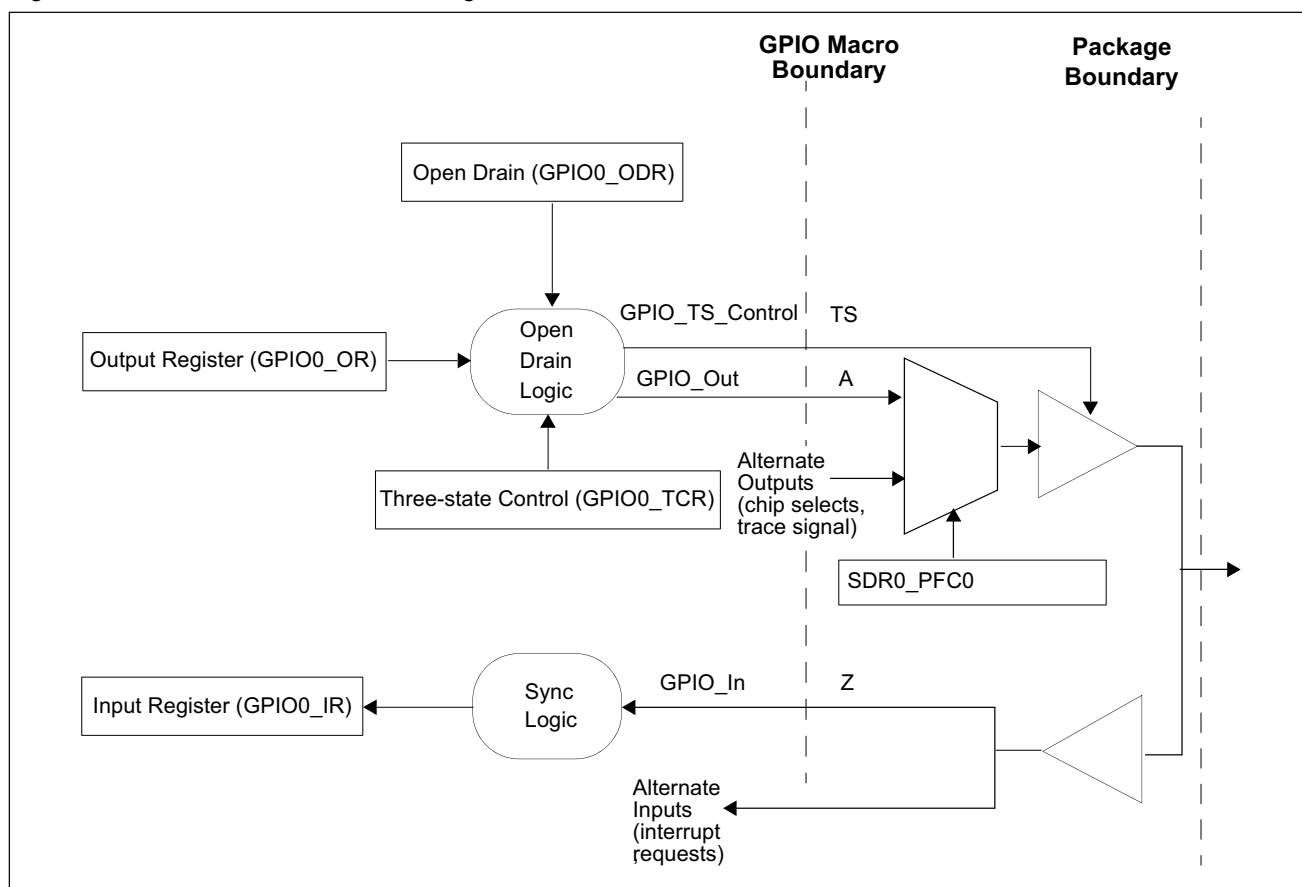 GPIO Macro
Boundary
Package
Boundary
Open Drain (GPIO0_ODR)
GPIO_TS_Control
TS
Open
Drain
Logic
Output Register (GPIO0_OR)
GPIO_Out
A
Alternate
Outputs
(chip selects,
trace signal)
Three-state Control (GPIO0_TCR)
SDR0_PFC0
GPIO_In
Z
Sync
Logic
Input Register (GPIO0_IR)
Alternate
Inputs
(interrupt
requests)